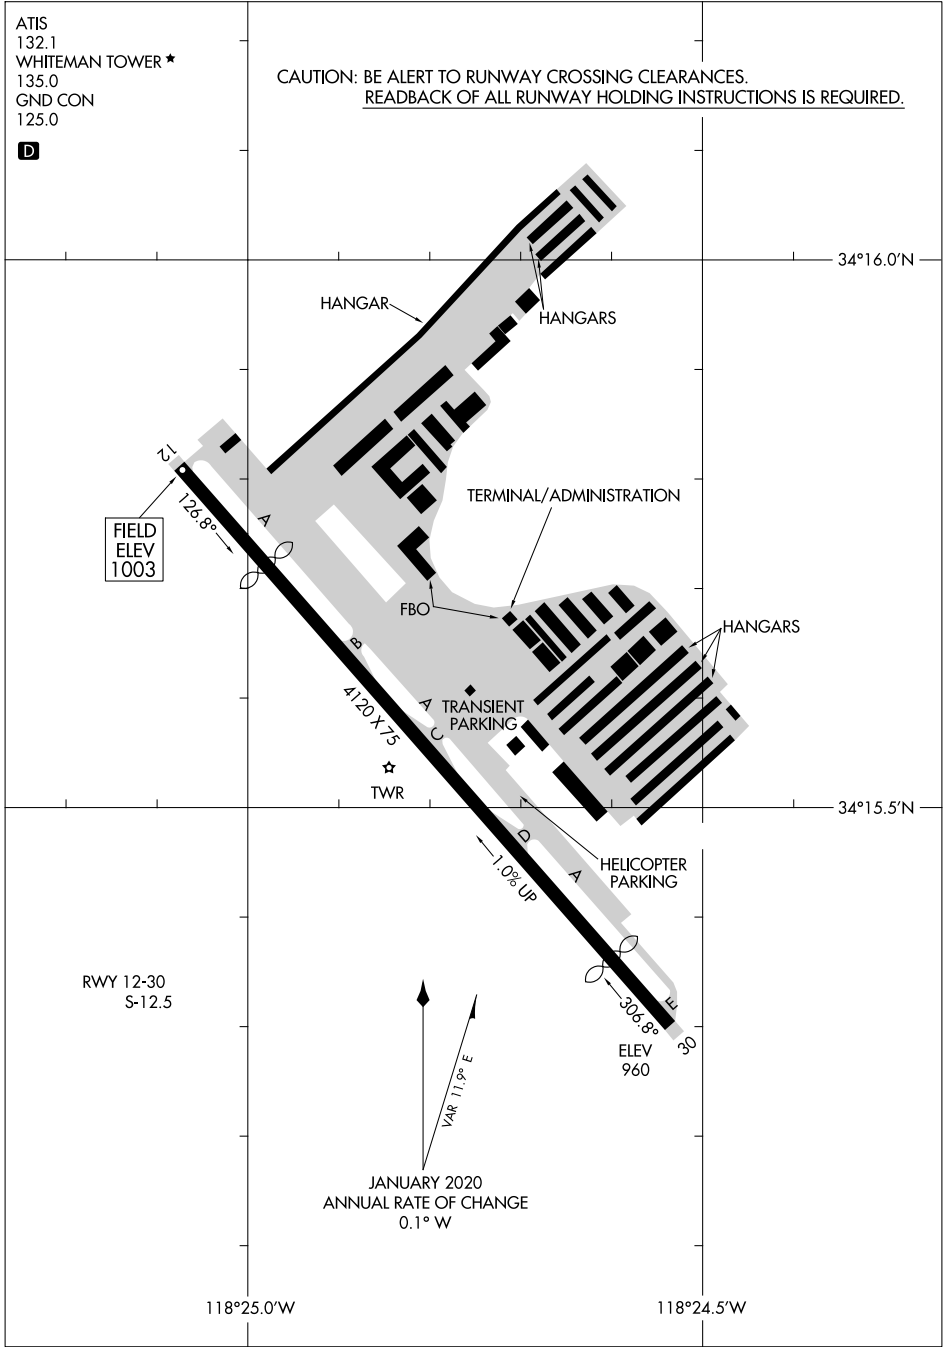 ATIS
132.1
WHITEMAN TOWER ★
135.0
GND CON
125.0
D
CAUTION: BE ALERT TO RUNWAY CROSSING CLEARANCES.
READBACK OF ALL RUNWAY HOLDING INSTRUCTIONS IS REQUIRED.
34°16.0'N
HANGAR
HANGARS
12
126.8°
A
FIELD
ELEV
1003
TERMINAL/ADMINISTRATION
FBO
HANGARS
B
4120 X 75
A
C
TRANSIENT
PARKING
TWR
34°15.5'N
D
A
HELICOPTER
PARKING
1.0% UP
RWY 12-30
S-12.5
306.8°
E
30
ELEV
960
VAR 11.9° E
JANUARY 2020
ANNUAL RATE OF CHANGE
0.1° W
118°25.0'W
118°24.5'W